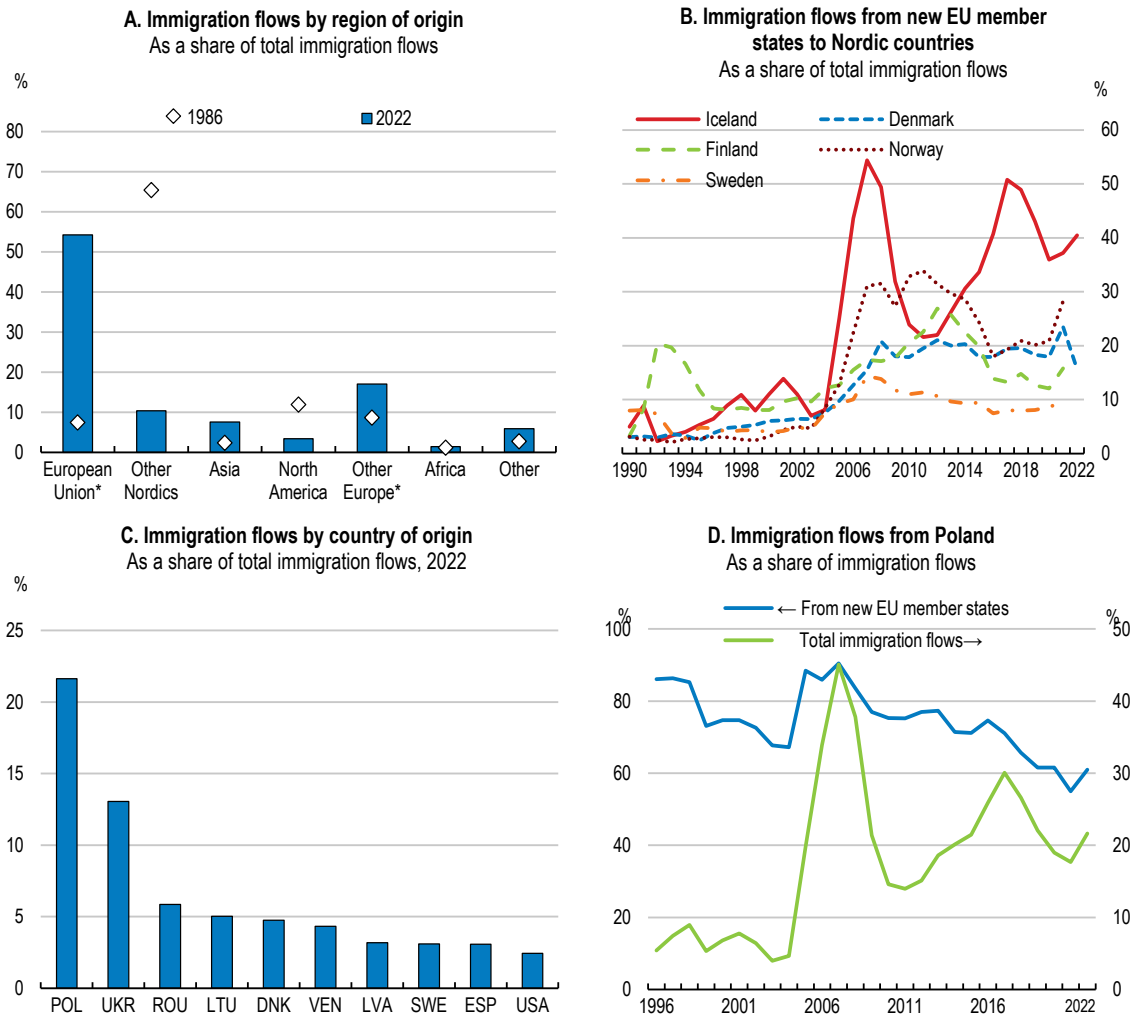 A. Immigration flows by region of origin
As a share of total immigration flows
%
1986
2022
80
70
60
50
40
30
20
10
0
European Union*
Other Nordics
Asia
North America
Other Europe*
Africa
Other
B. Immigration flows from new EU member
states to Nordic countries
As a share of total immigration flows
%
Iceland
Denmark
Finland
Norway
Sweden
60
50
40
30
20
10
0
1990 1994 1998 2002 2006 2010 2014 2018 2022
C. Immigration flows by country of origin
As a share of total immigration flows, 2022
%
25
20
15
10
5
0
POL UKR ROU LTU DNK VEN LVA SWE ESP USA
D. Immigration flows from Poland
As a share of immigration flows
% %
← From new EU member states
Total immigration flows→
100
80
60
40
20
0
50
40
30
20
10
0
1996 2001 2006 2011 2016 2022